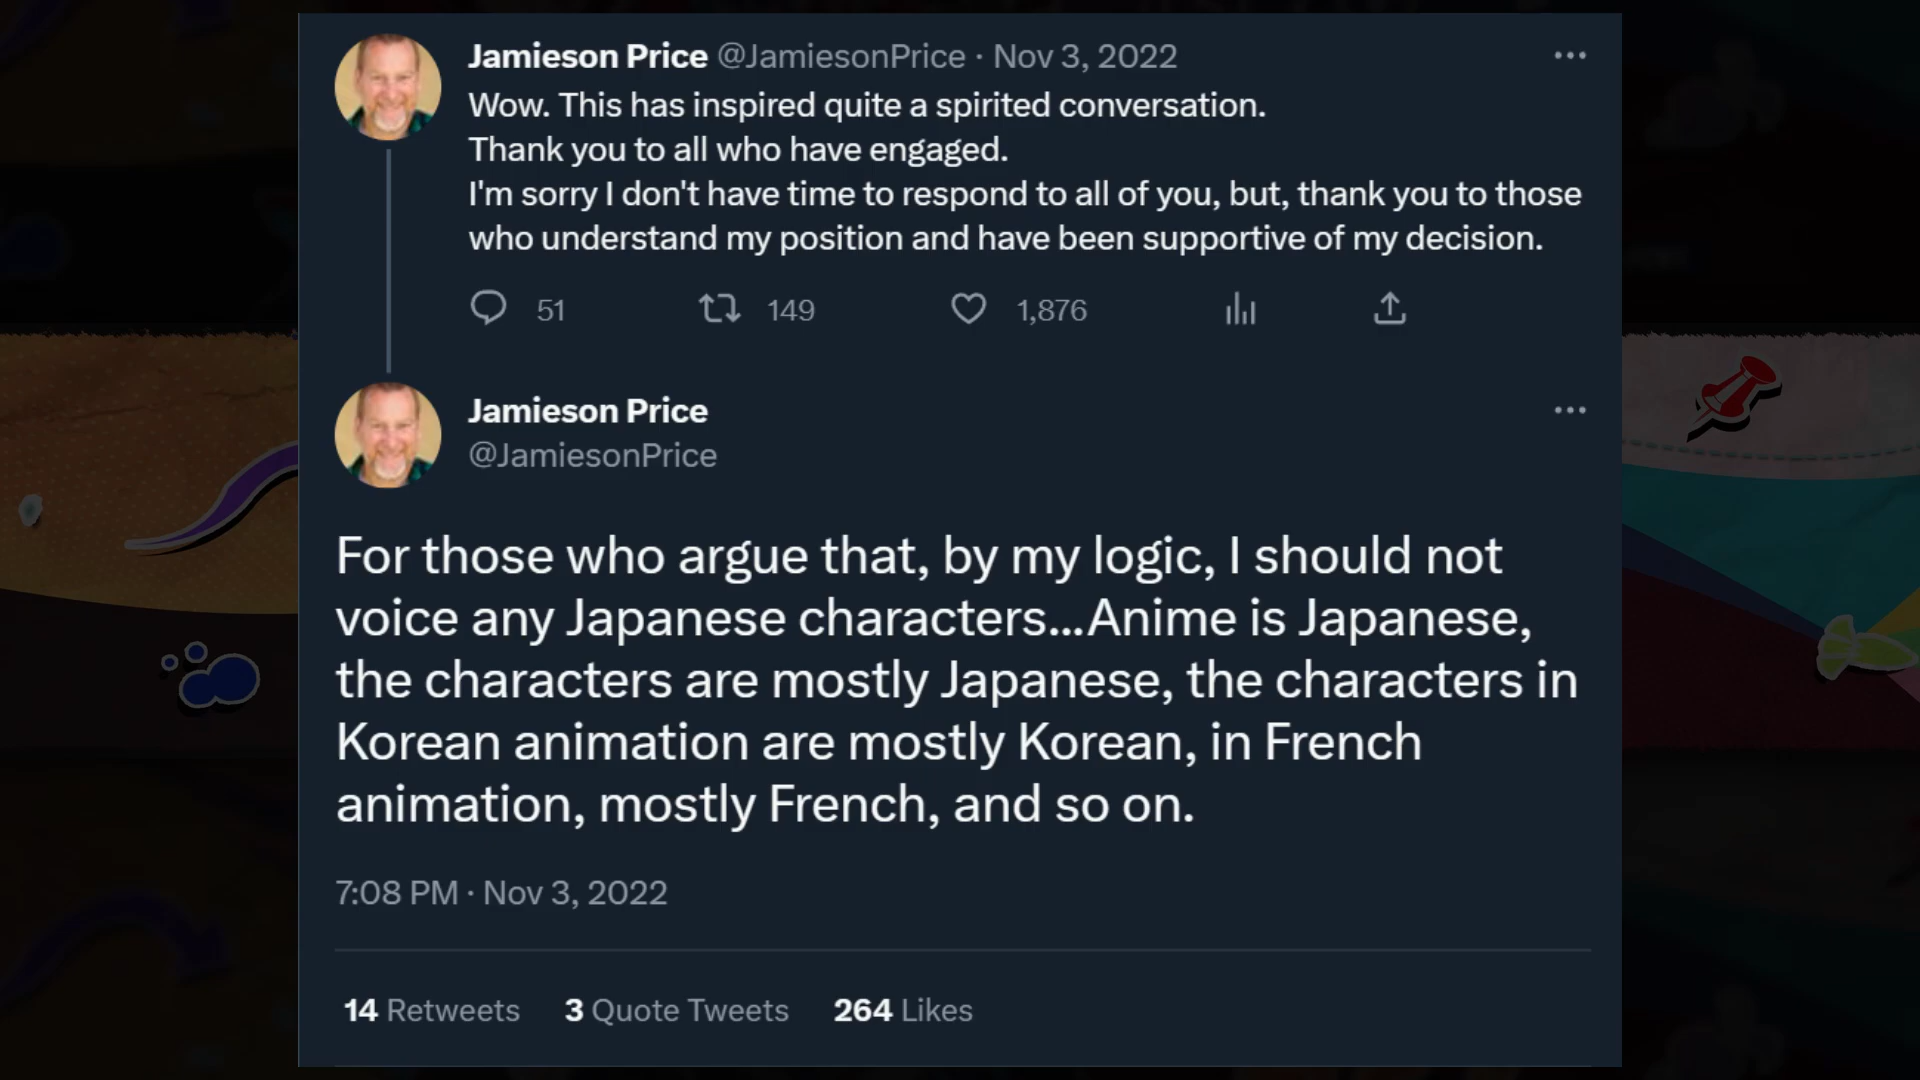 Jamieson Price @JamiesonPrice · Nov 3, 2022
Wow. This has inspired quite a spirited conversation.
Thank you to all who have engaged.
I'm sorry I don't have time to respond to all of you, but, thank you to those
who understand my position and have been supportive of my decision.
51 149 1,876
Jamieson Price
@JamiesonPrice
For those who argue that, by my logic, I should not
voice any Japanese characters...Anime is Japanese,
the characters are mostly Japanese, the characters in
Korean animation are mostly Korean, in French
animation, mostly French, and so on.
7:08 PM · Nov 3, 2022
14 Retweets 3 Quote Tweets 264 Likes